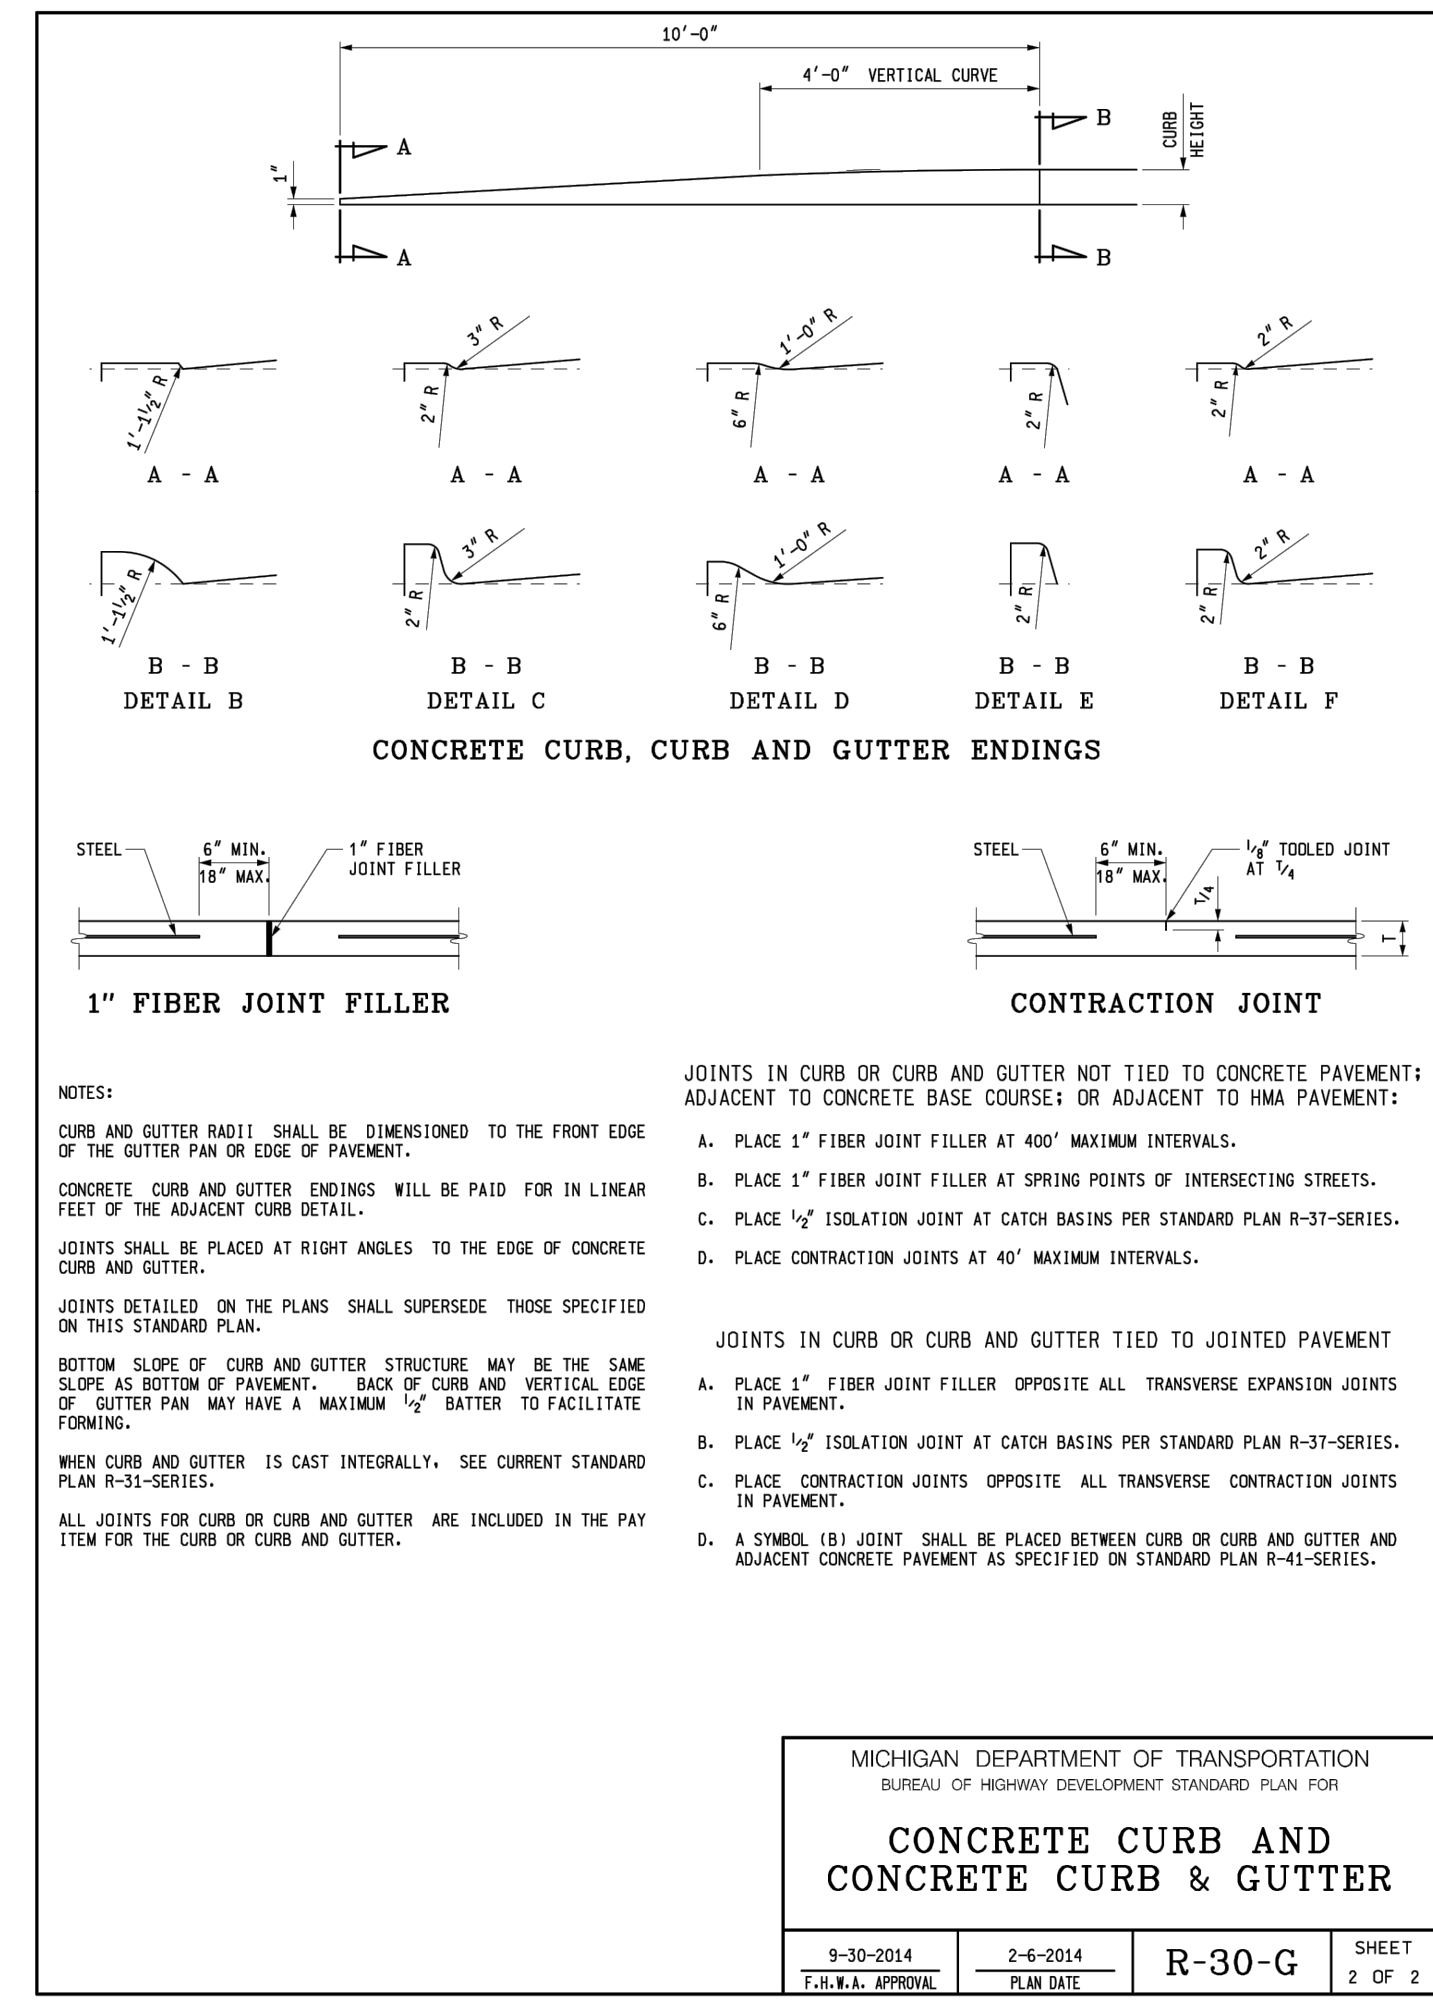 10'-0"
4'-0" VERTICAL CURVE
CURB
HEIGHT
B
A
1"
A
B
1'-1½" R
3" R
2" R
1'-0" R
6" R
2" R
2" R
2" R
A - A
A - A
A - A
A - A
A - A
1'-1½" R
3" R
2" R
1'-0" R
6" R
2" R
2" R
2" R
B - B
B - B
B - B
B - B
B - B
DETAIL B
DETAIL C
DETAIL D
DETAIL E
DETAIL F
CONCRETE CURB, CURB AND GUTTER ENDINGS
STEEL
6" MIN.
18" MAX.
1" FIBER
JOINT FILLER
1" FIBER JOINT FILLER
STEEL
6" MIN.
18" MAX.
⅛" TOOLED JOINT
AT T/4
T/4
T
CONTRACTION JOINT
NOTES:
CURB AND GUTTER RADII SHALL BE DIMENSIONED TO THE FRONT EDGE
OF THE GUTTER PAN OR EDGE OF PAVEMENT.
CONCRETE CURB AND GUTTER ENDINGS WILL BE PAID FOR IN LINEAR
FEET OF THE ADJACENT CURB DETAIL.
JOINTS SHALL BE PLACED AT RIGHT ANGLES TO THE EDGE OF CONCRETE
CURB AND GUTTER.
JOINTS DETAILED ON THE PLANS SHALL SUPERSEDE THOSE SPECIFIED
ON THIS STANDARD PLAN.
BOTTOM SLOPE OF CURB AND GUTTER STRUCTURE MAY BE THE SAME
SLOPE AS BOTTOM OF PAVEMENT. BACK OF CURB AND VERTICAL EDGE
OF GUTTER PAN MAY HAVE A MAXIMUM ½" BATTER TO FACILITATE
FORMING.
WHEN CURB AND GUTTER IS CAST INTEGRALLY, SEE CURRENT STANDARD
PLAN R-31-SERIES.
ALL JOINTS FOR CURB OR CURB AND GUTTER ARE INCLUDED IN THE PAY
ITEM FOR THE CURB OR CURB AND GUTTER.
JOINTS IN CURB OR CURB AND GUTTER NOT TIED TO CONCRETE PAVEMENT;
ADJACENT TO CONCRETE BASE COURSE; OR ADJACENT TO HMA PAVEMENT:
A. PLACE 1" FIBER JOINT FILLER AT 400' MAXIMUM INTERVALS.
B. PLACE 1" FIBER JOINT FILLER AT SPRING POINTS OF INTERSECTING STREETS.
C. PLACE ½" ISOLATION JOINT AT CATCH BASINS PER STANDARD PLAN R-37-SERIES.
D. PLACE CONTRACTION JOINTS AT 40' MAXIMUM INTERVALS.
JOINTS IN CURB OR CURB AND GUTTER TIED TO JOINTED PAVEMENT
A. PLACE 1" FIBER JOINT FILLER OPPOSITE ALL TRANSVERSE EXPANSION JOINTS
IN PAVEMENT.
B. PLACE ½" ISOLATION JOINT AT CATCH BASINS PER STANDARD PLAN R-37-SERIES.
C. PLACE CONTRACTION JOINTS OPPOSITE ALL TRANSVERSE CONTRACTION JOINTS
IN PAVEMENT.
D. A SYMBOL (B) JOINT SHALL BE PLACED BETWEEN CURB OR CURB AND GUTTER AND
ADJACENT CONCRETE PAVEMENT AS SPECIFIED ON STANDARD PLAN R-41-SERIES.
MICHIGAN DEPARTMENT OF TRANSPORTATION
BUREAU OF HIGHWAY DEVELOPMENT STANDARD PLAN FOR
CONCRETE CURB AND
CONCRETE CURB & GUTTER
9-30-2014
F.H.W.A. APPROVAL
2-6-2014
PLAN DATE
R-30-G
SHEET
2 OF 2